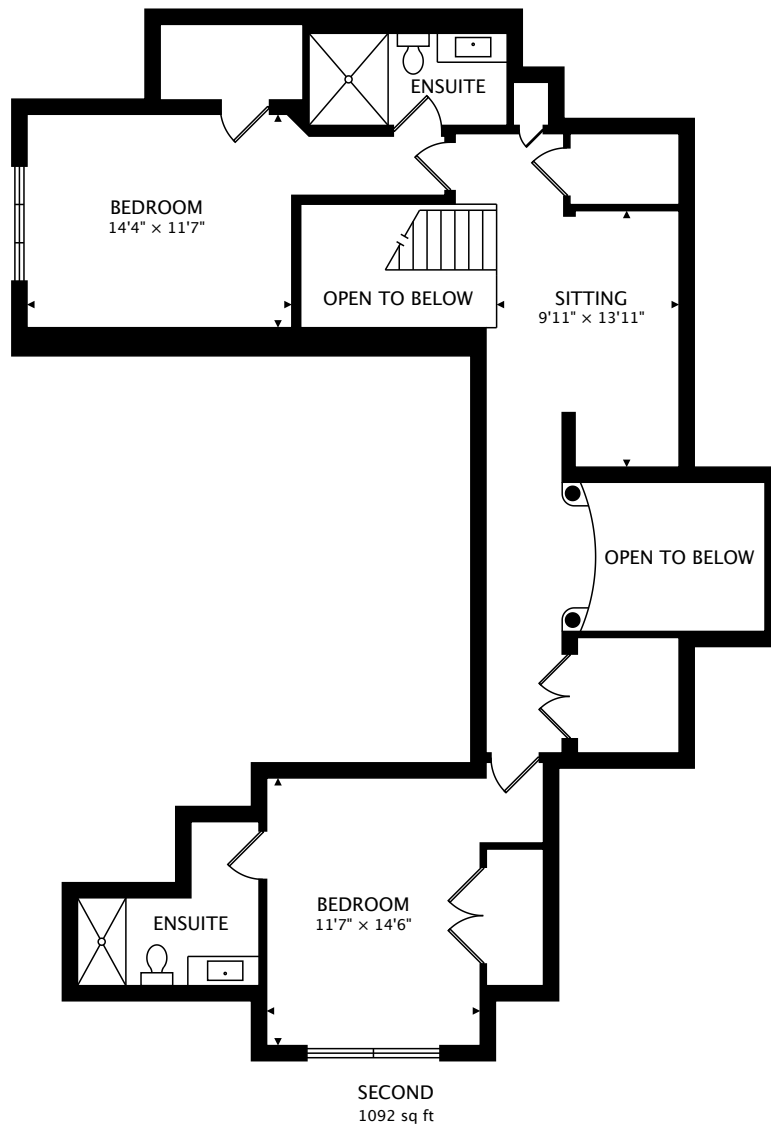 ENSUITE
BEDROOM
14'4" × 11'7"
OPEN TO BELOW
SITTING
9'11" × 13'11"
OPEN TO BELOW
BEDROOM
11'7" × 14'6"
ENSUITE
SECOND
1092 sq ft